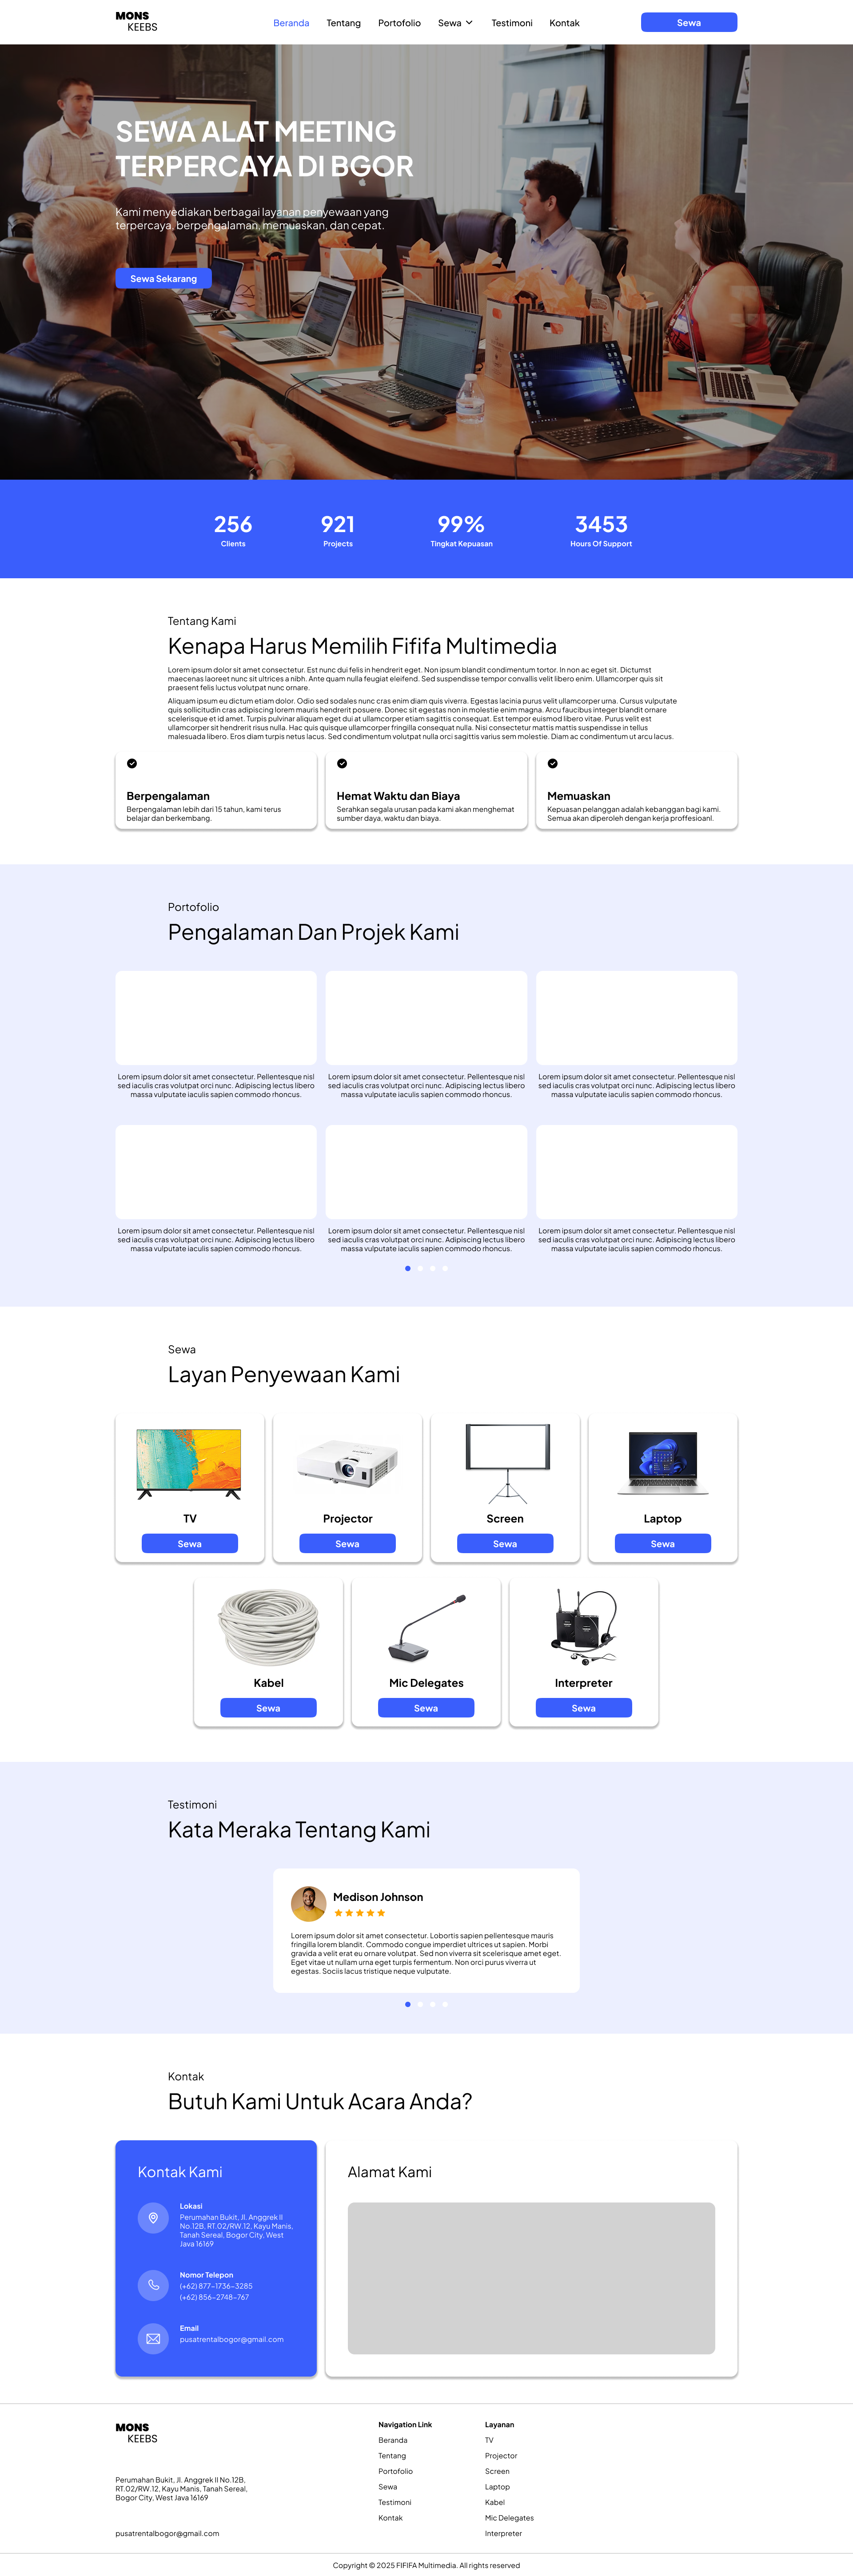 MONS
KEEBS
Beranda Tentang Portofolio Sewa Testimoni Kontak Sewa
SEWA ALAT MEETING
TERPERCAYA DI BGOR
Kami menyediakan berbagai layanan penyewaan yang
terpercaya, berpengalaman, memuaskan, dan cepat.
Sewa Sekarang
256 921 99% 3453
Clients Projects Tingkat Kepuasan Hours Of Support
Tentang Kami
Kenapa Harus Memilih Fififa Multimedia
Lorem ipsum dolor sit amet consectetur. Est nunc dui felis in hendrerit eget. Non ipsum blandit condimentum tortor. In non ac eget sit. Dictumst
maecenas a laoreet nunc sit ultrices a nibh. Ante quam nulla feugiat eleifend. Sed suspendisse tempor convallis velit libero enim. Ullamcorper quis sit
praesent felis luctus volutpat nunc ornare.
Aliquam ipsum eu dictum etiam dolor. Odio sed sodales nunc cras enim diam quis viverra. Egestas lacinia purus velit ullamcorper urna. Cursus vulputate
quis sollicitudin cras adipiscing lorem mauris hendrerit posuere. Donec sit egestas non in molestie enim magna. Arcu faucibus integer blandit ornare
scelerisque et id amet. Turpis pulvinar aliquam eget dui at ullamcorper etiam sagittis consequat. Est tempor euismod libero vitae. Purus velit est
ullamcorper sit hendrerit risus nulla. Hac quis quisque ullamcorper fringilla consequat nulla. Nisi consectetur mattis mattis suspendisse in tellus
malesuada libero. Eros diam turpis netus lacus. Sed condimentum volutpat nulla orci sagittis varius sem molestie. Diam ac condimentum ut arcu lacus.
Berpengalaman
Berpengalaman lebih dari 15 tahun, kami terus
belajar dan berkembang.
Hemat Waktu dan Biaya
Serahkan segala urusan pada kami akan menghemat
sumber daya, waktu dan biaya.
Memuaskan
Kepuasan pelanggan adalah kebanggan bagi kami.
Semua akan diperoleh dengan kerja proffesioanl.
Portofolio
Pengalaman Dan Projek Kami
Lorem ipsum dolor sit amet consectetur. Pellentesque nisl
sed iaculis cras volutpat orci nunc. Adipiscing lectus libero
massa vulputate iaculis sapien commodo rhoncus.
Lorem ipsum dolor sit amet consectetur. Pellentesque nisl
sed iaculis cras volutpat orci nunc. Adipiscing lectus libero
massa vulputate iaculis sapien commodo rhoncus.
Lorem ipsum dolor sit amet consectetur. Pellentesque nisl
sed iaculis cras volutpat orci nunc. Adipiscing lectus libero
massa vulputate iaculis sapien commodo rhoncus.
Lorem ipsum dolor sit amet consectetur. Pellentesque nisl
sed iaculis cras volutpat orci nunc. Adipiscing lectus libero
massa vulputate iaculis sapien commodo rhoncus.
Lorem ipsum dolor sit amet consectetur. Pellentesque nisl
sed iaculis cras volutpat orci nunc. Adipiscing lectus libero
massa vulputate iaculis sapien commodo rhoncus.
Lorem ipsum dolor sit amet consectetur. Pellentesque nisl
sed iaculis cras volutpat orci nunc. Adipiscing lectus libero
massa vulputate iaculis sapien commodo rhoncus.
Sewa
Layan Penyewaan Kami
TV
Sewa
Projector
Sewa
Screen
Sewa
Laptop
Sewa
Kabel
Sewa
Mic Delegates
Sewa
Interpreter
Sewa
Testimoni
Kata Meraka Tentang Kami
Medison Johnson
Lorem ipsum dolor sit amet consectetur. Lobortis sapien pellentesque mauris
fringilla lorem blandit. Commodo congue imperdiet ultrices ut sapien. Morbi
gravida a velit erat eu ornare volutpat. Sed non viverra sit scelerisque amet eget.
Eget vitae ut nullam urna eget turpis fermentum. Non orci purus viverra ut
egestas. Sociis lacus tristique neque vulputate.
Kontak
Butuh Kami Untuk Acara Anda?
Kontak Kami
Lokasi
Perumahan Bukit, Jl. Anggrek II
No.12B, RT.02/RW.12, Kayu Manis,
Tanah Sereal, Bogor City, West
Java 16169
Nomor Telepon
(+62) 877-1736-3285
(+62) 856-2748-767
Email
pusatrentalbogor@gmail.com
Alamat Kami
MONS
KEEBS
Perumahan Bukit, Jl. Anggrek II No.12B,
RT.02/RW.12, Kayu Manis, Tanah Sereal,
Bogor City, West Java 16169
pusatrentalbogor@gmail.com
Navigation Link
Beranda
Tentang
Portofolio
Sewa
Testimoni
Kontak
Layanan
TV
Projector
Screen
Laptop
Kabel
Mic Delegates
Interpreter
Copyright © 2025 FIFIFA Multimedia. All rights reserved